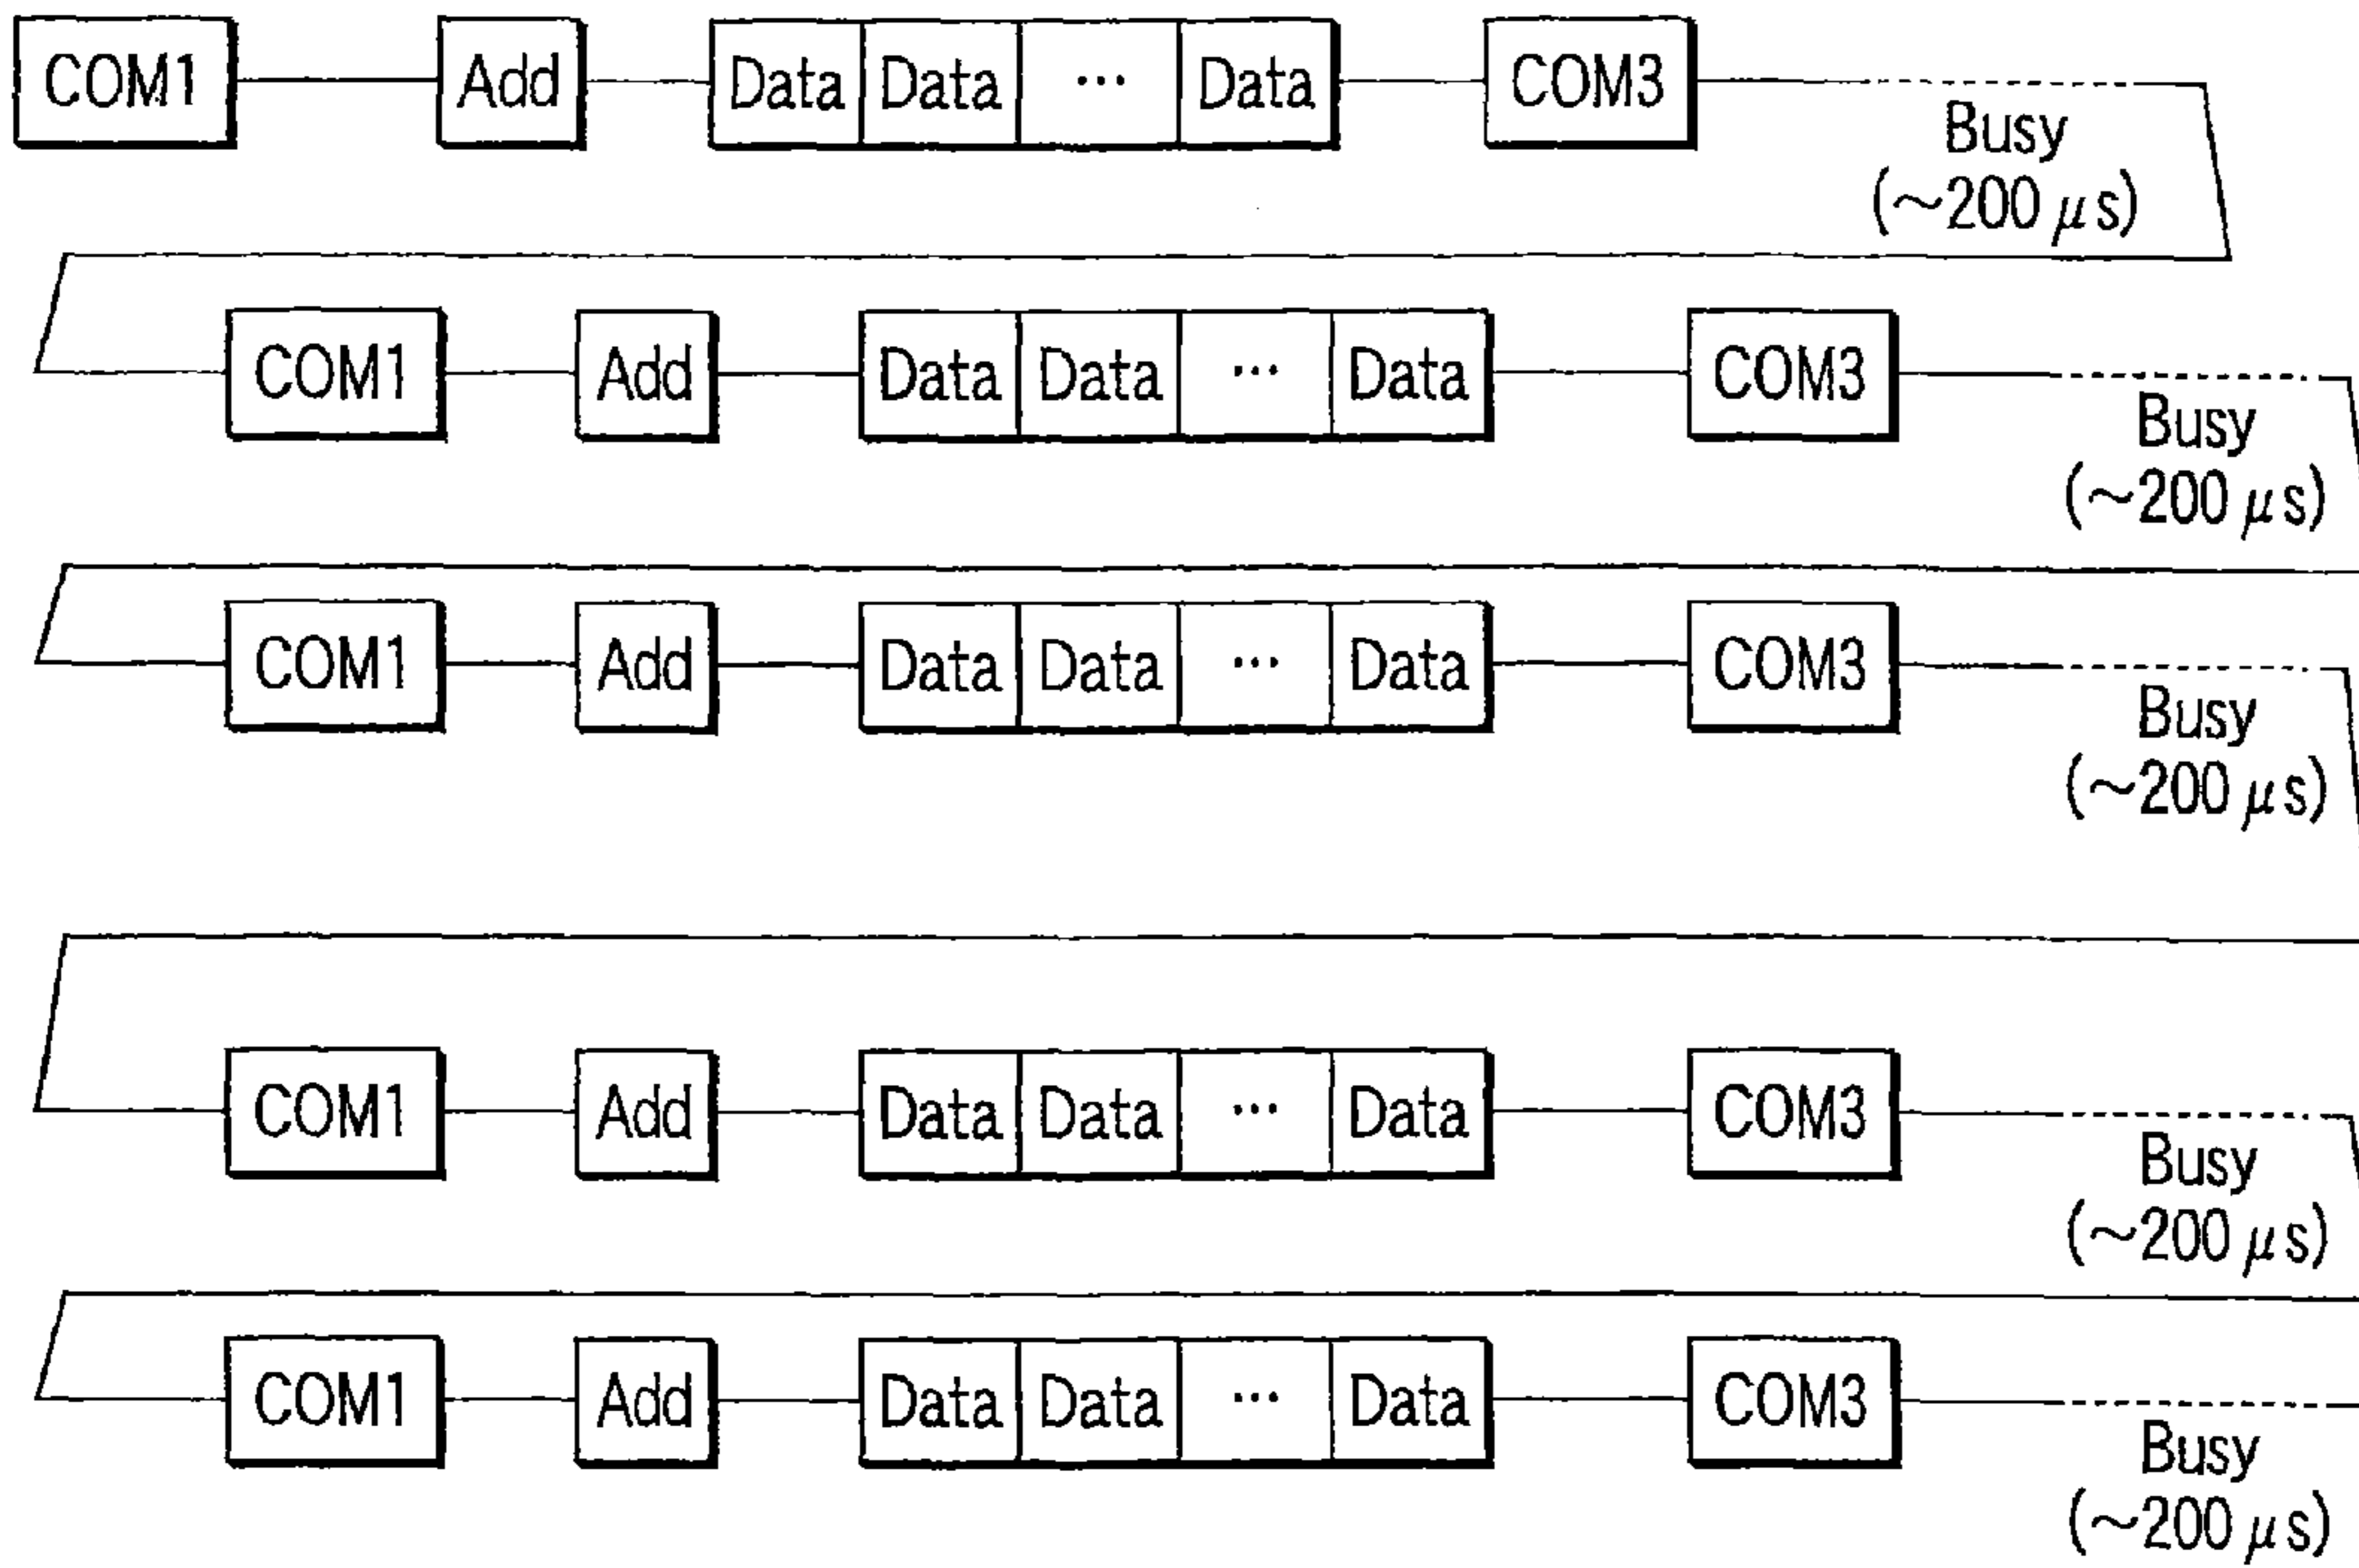 COM1 Add Data Data ... Data COM3
Busy
(~200 μs)
COM1 Add Data Data ... Data COM3
Busy
(~200 μs)
COM1 Add Data Data ... Data COM3
Busy
(~200 μs)
COM1 Add Data Data ... Data COM3
Busy
(~200 μs)
COM1 Add Data Data ... Data COM3
Busy
(~200 μs)